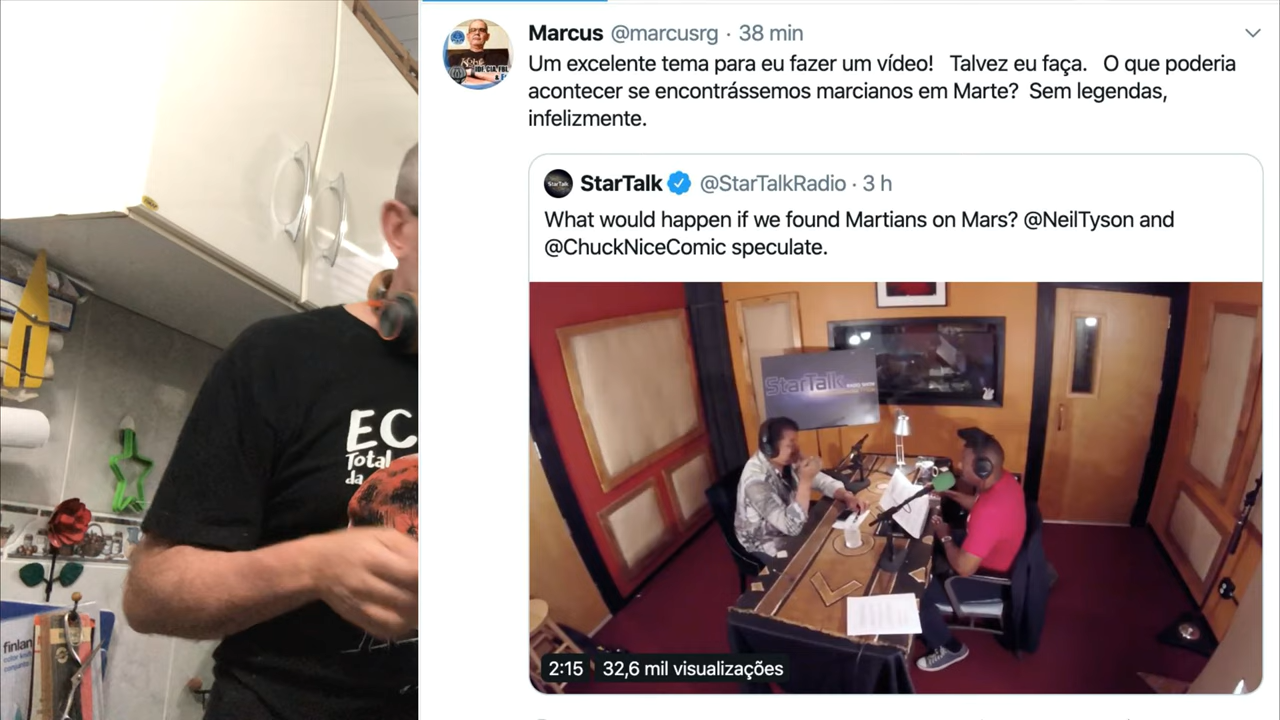 Marcus @marcusrg · 38 min
Um excelente tema para eu fazer um vídeo! Talvez eu faça. O que poderia
acontecer se encontrássemos marcianos em Marte? Sem legendas,
infelizmente.
StarTalk @StarTalkRadio · 3 h
What would happen if we found Martians on Mars? @NeilTyson and
@ChuckNiceComic speculate.
StarTalk
2:15 32,6 mil visualizações
EC
Total
da
finlan